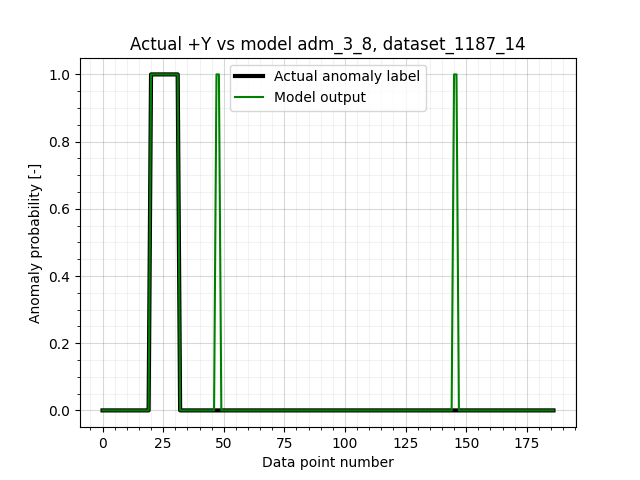 Actual +Y vs model adm_3_8, dataset_1187_14
Actual anomaly label
Model output
Anomaly probability [-]
1.0
0.8
0.6
0.4
0.2
0.0
0 25 50 75 100 125 150 175
Data point number